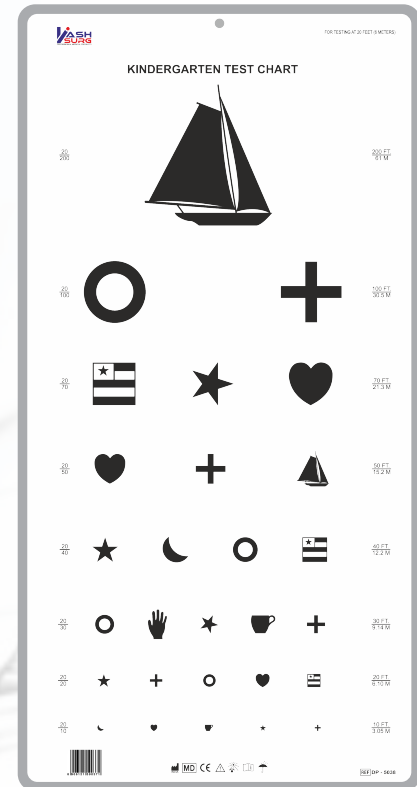 YASH
SURG
FOR TESTING AT 20 FEET (6 METERS)
KINDERGARTEN TEST CHART
20
200
200 FT.
61 M
20
100
100 FT.
30.5 M
20
70
70 FT.
21.3 M
20
50
50 FT.
15.2 M
20
40
40 FT.
12.2 M
20
30
30 FT.
9.14 M
20
20
20 FT.
6.10 M
20
10
10 FT.
3.05 M
MD CE
REF DP - 5038